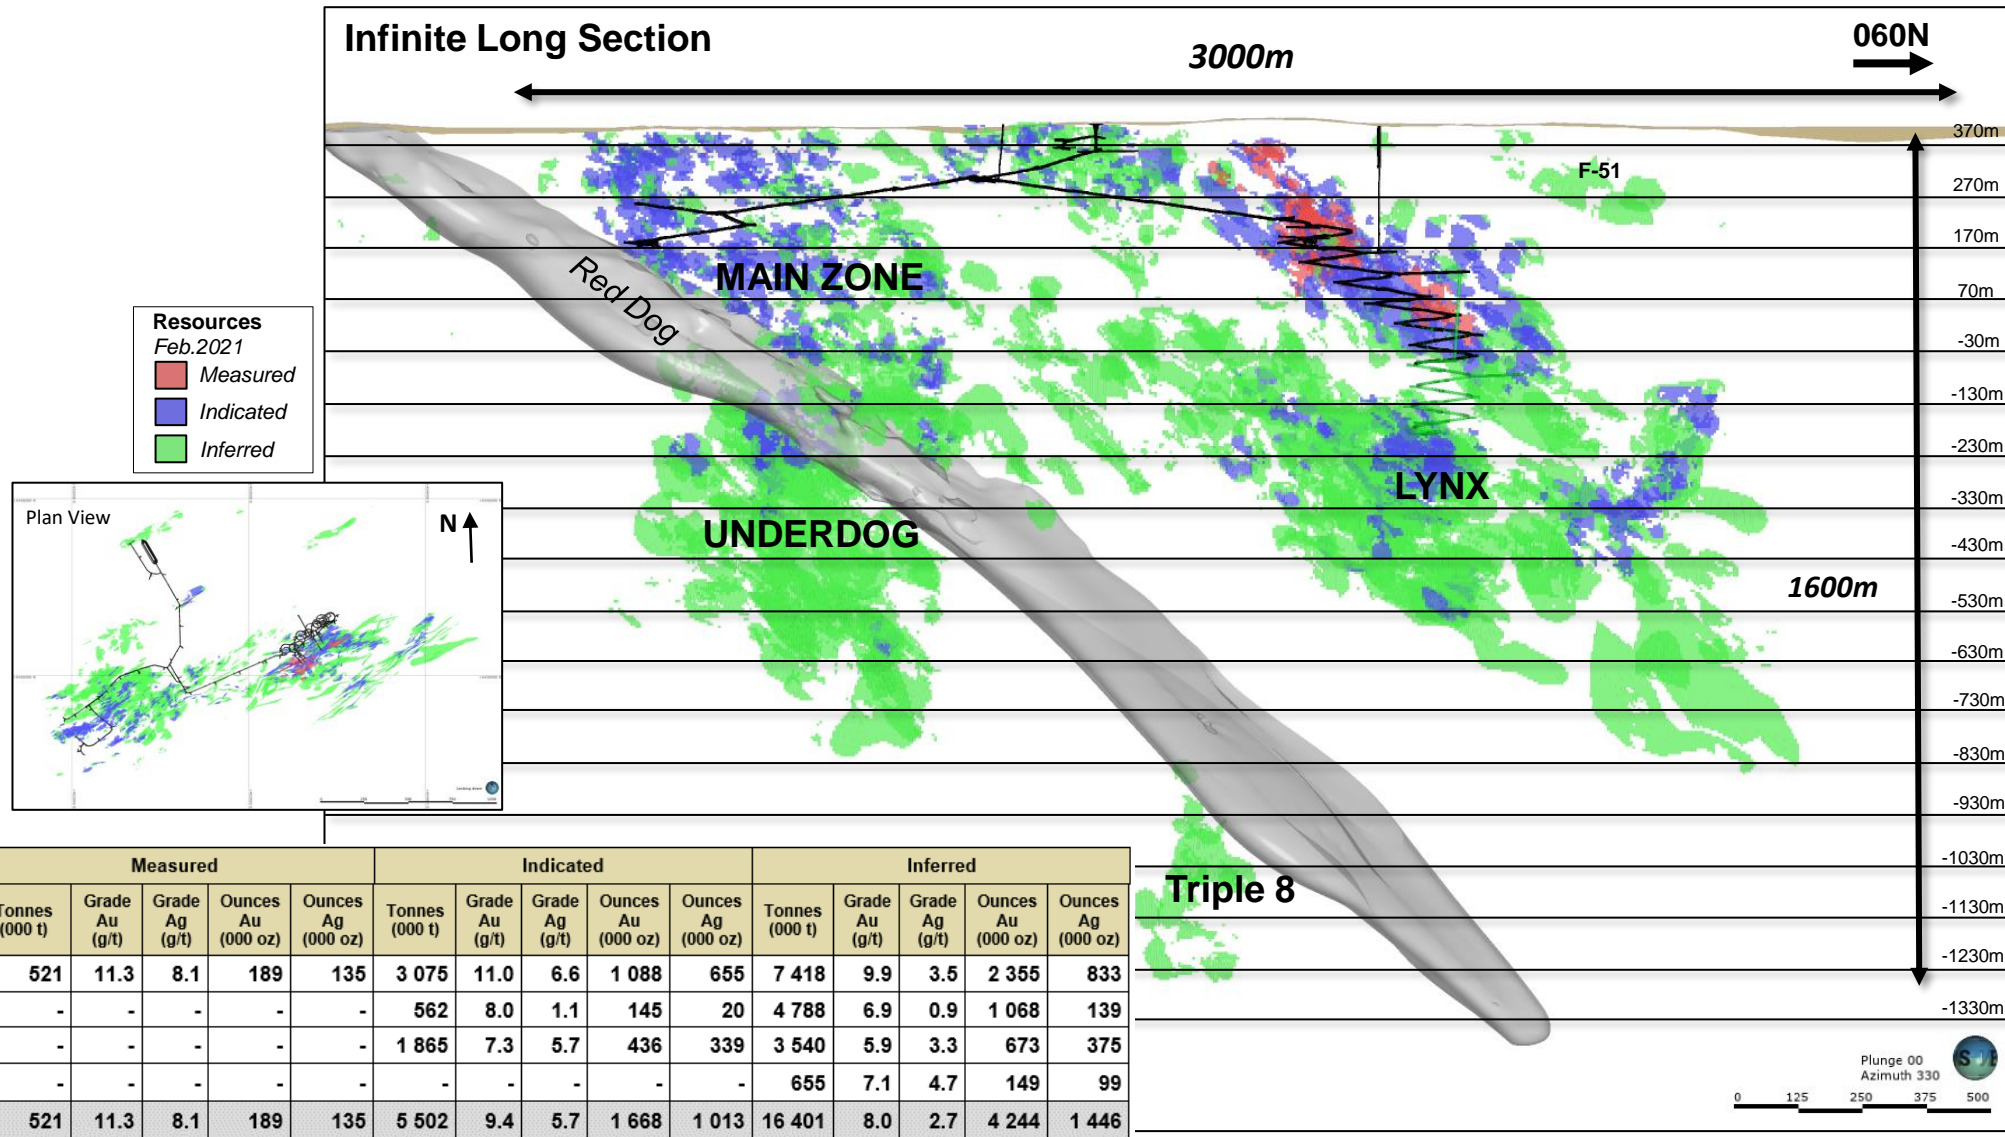 Infinite Long Section
3000m
060N
370m
F-51
270m
170m
MAIN ZONE
Red Dog
70m
Resources
Feb.2021
Measured
Indicated
Inferred
-30m
-130m
-230m
LYNX
-330m
Plan View
N
UNDERDOG
-430m
1600m
-530m
-630m
-730m
-830m
-930m
-1030m
Triple 8
-1130m
-1230m
-1330m
Measured Indicated Inferred
Tonnes (000 t) Grade Au (g/t) Grade Ag (g/t) Ounces Au (000 oz) Ounces Ag (000 oz) Tonnes (000 t) Grade Au (g/t) Grade Ag (g/t) Ounces Au (000 oz) Ounces Ag (000 oz) Tonnes (000 t) Grade Au (g/t) Grade Ag (g/t) Ounces Au (000 oz) Ounces Ag (000 oz)
521 11.3 8.1 189 135 3 075 11.0 6.6 1 088 655 7 418 9.9 3.5 2 355 833
- - - - - 562 8.0 1.1 145 20 4 788 6.9 0.9 1 068 139
- - - - - 1 865 7.3 5.7 436 339 3 540 5.9 3.3 673 375
- - - - - - - - - - 655 7.1 4.7 149 99
521 11.3 8.1 189 135 5 502 9.4 5.7 1 668 1 013 16 401 8.0 2.7 4 244 1 446
Plunge 00
Azimuth 330
0 125 250 375 500